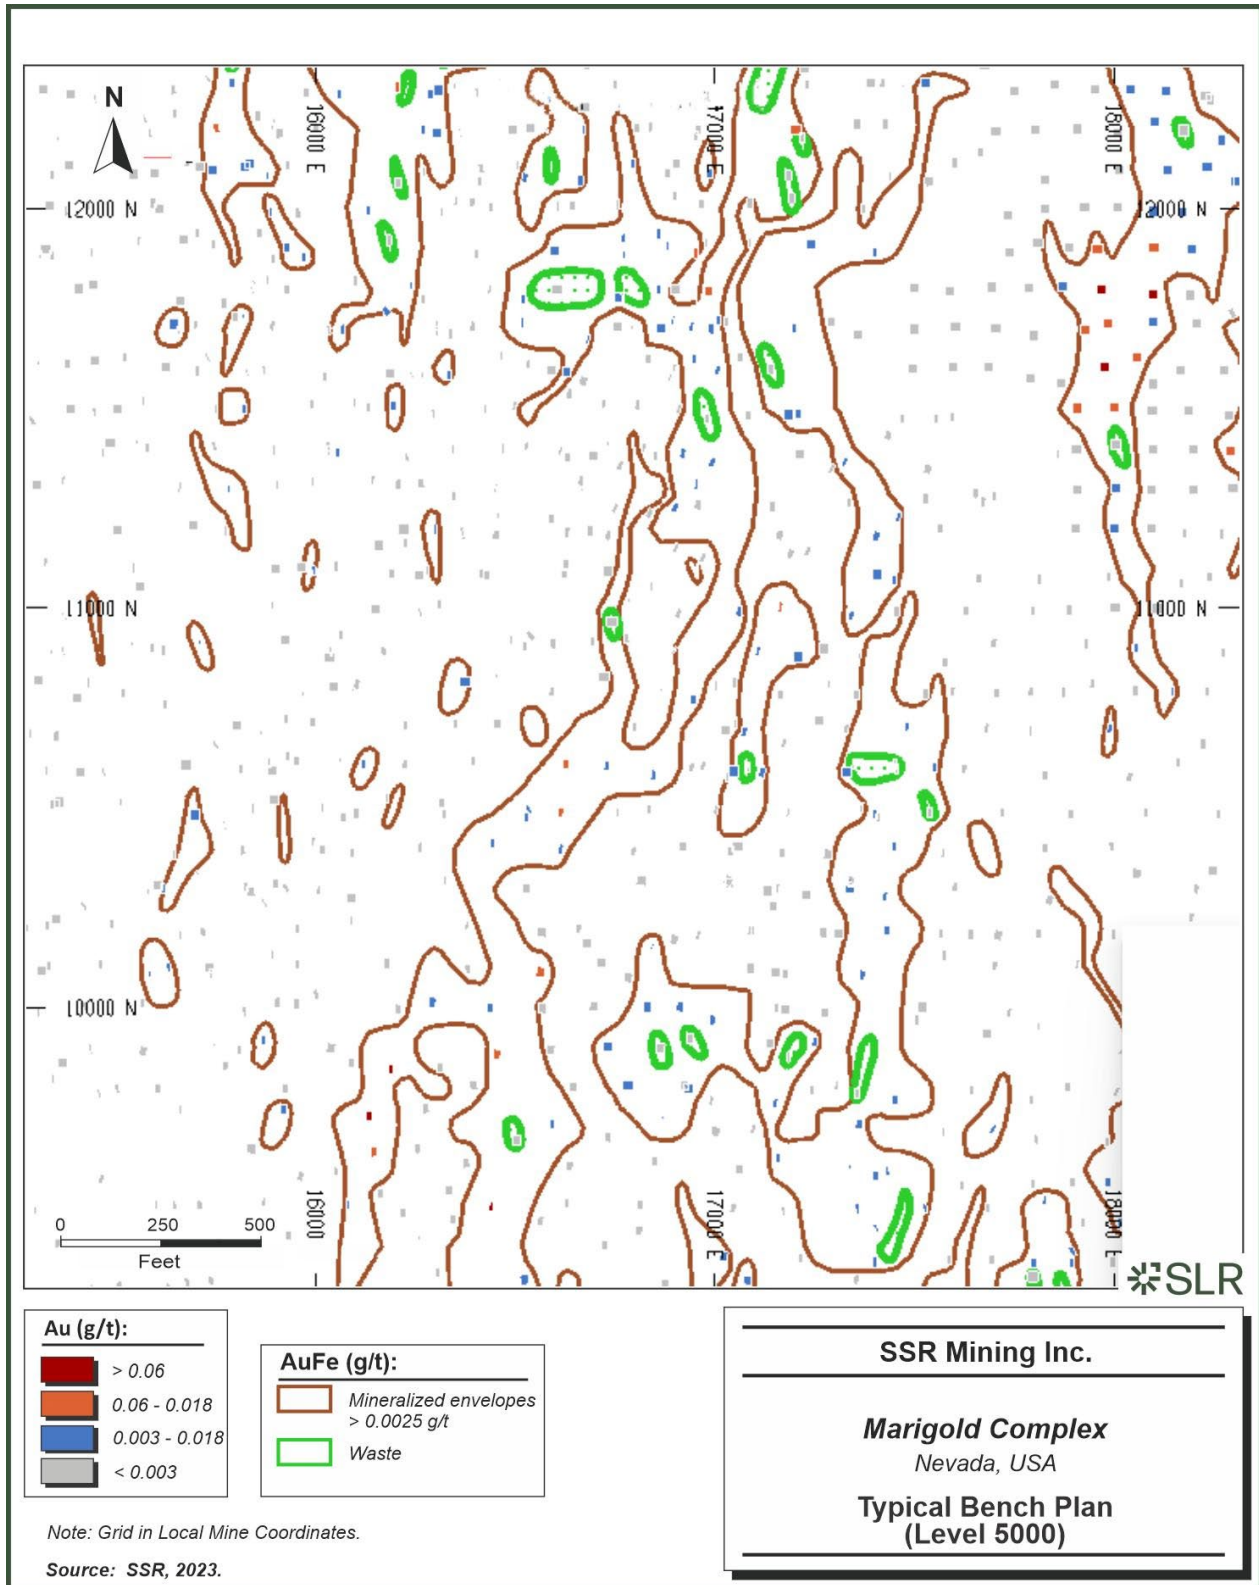 N
16000 E
17000 E
18000 E
12000 N
12000 N
11000 N
11000 N
10000 N
16000
17000 E
18000 E
0 250 500
Feet
SLR
Au (g/t):
> 0.06
0.06 - 0.018
0.003 - 0.018
< 0.003
AuFe (g/t):
Mineralized envelopes
> 0.0025 g/t
Waste
SSR Mining Inc.
Marigold Complex
Nevada, USA
Typical Bench Plan
(Level 5000)
Note: Grid in Local Mine Coordinates.
Source: SSR, 2023.